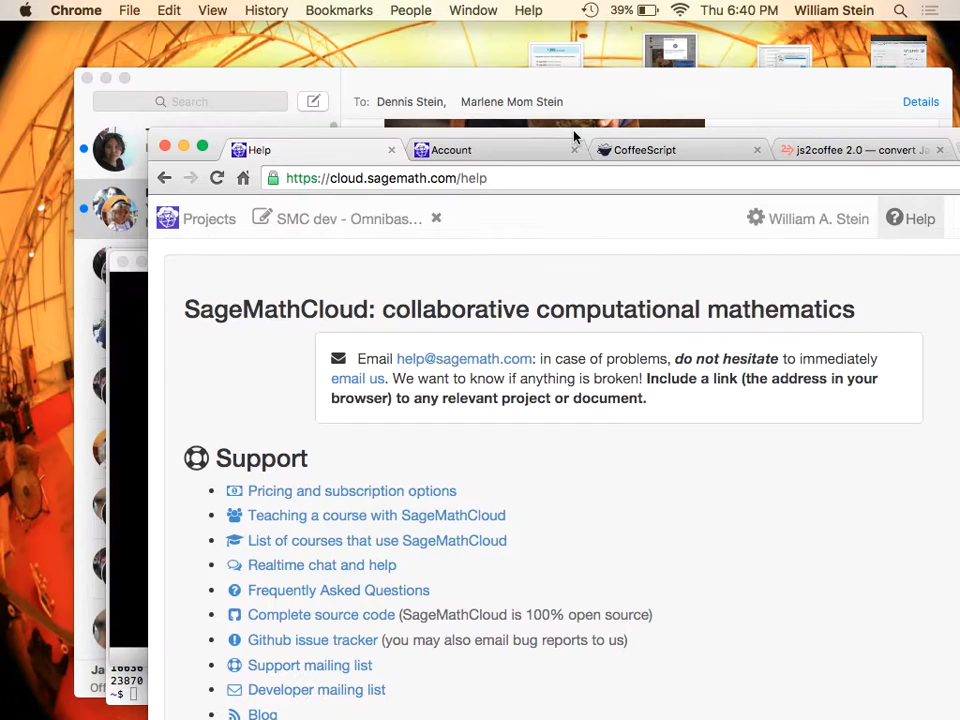 Chrome File Edit View History Bookmarks People Window Help 39% Thu 6:40 PM William Stein
Search
To: Dennis Stein, Marlene Mom Stein Details
Help Account CoffeeScript js2coffee 2.0 — convert Ja
https://cloud.sagemath.com/help
Projects SMC dev - Omnibas... William A. Stein Help
SageMathCloud: collaborative computational mathematics
Email help@sagemath.com: in case of problems, do not hesitate to immediately
email us. We want to know if anything is broken! Include a link (the address in your
browser) to any relevant project or document.
Support
Pricing and subscription options
Teaching a course with SageMathCloud
List of courses that use SageMathCloud
Realtime chat and help
Frequently Asked Questions
Complete source code (SageMathCloud is 100% open source)
Github issue tracker (you may also email bug reports to us)
Support mailing list
Developer mailing list
Blog
Ja
Off
23870
~$